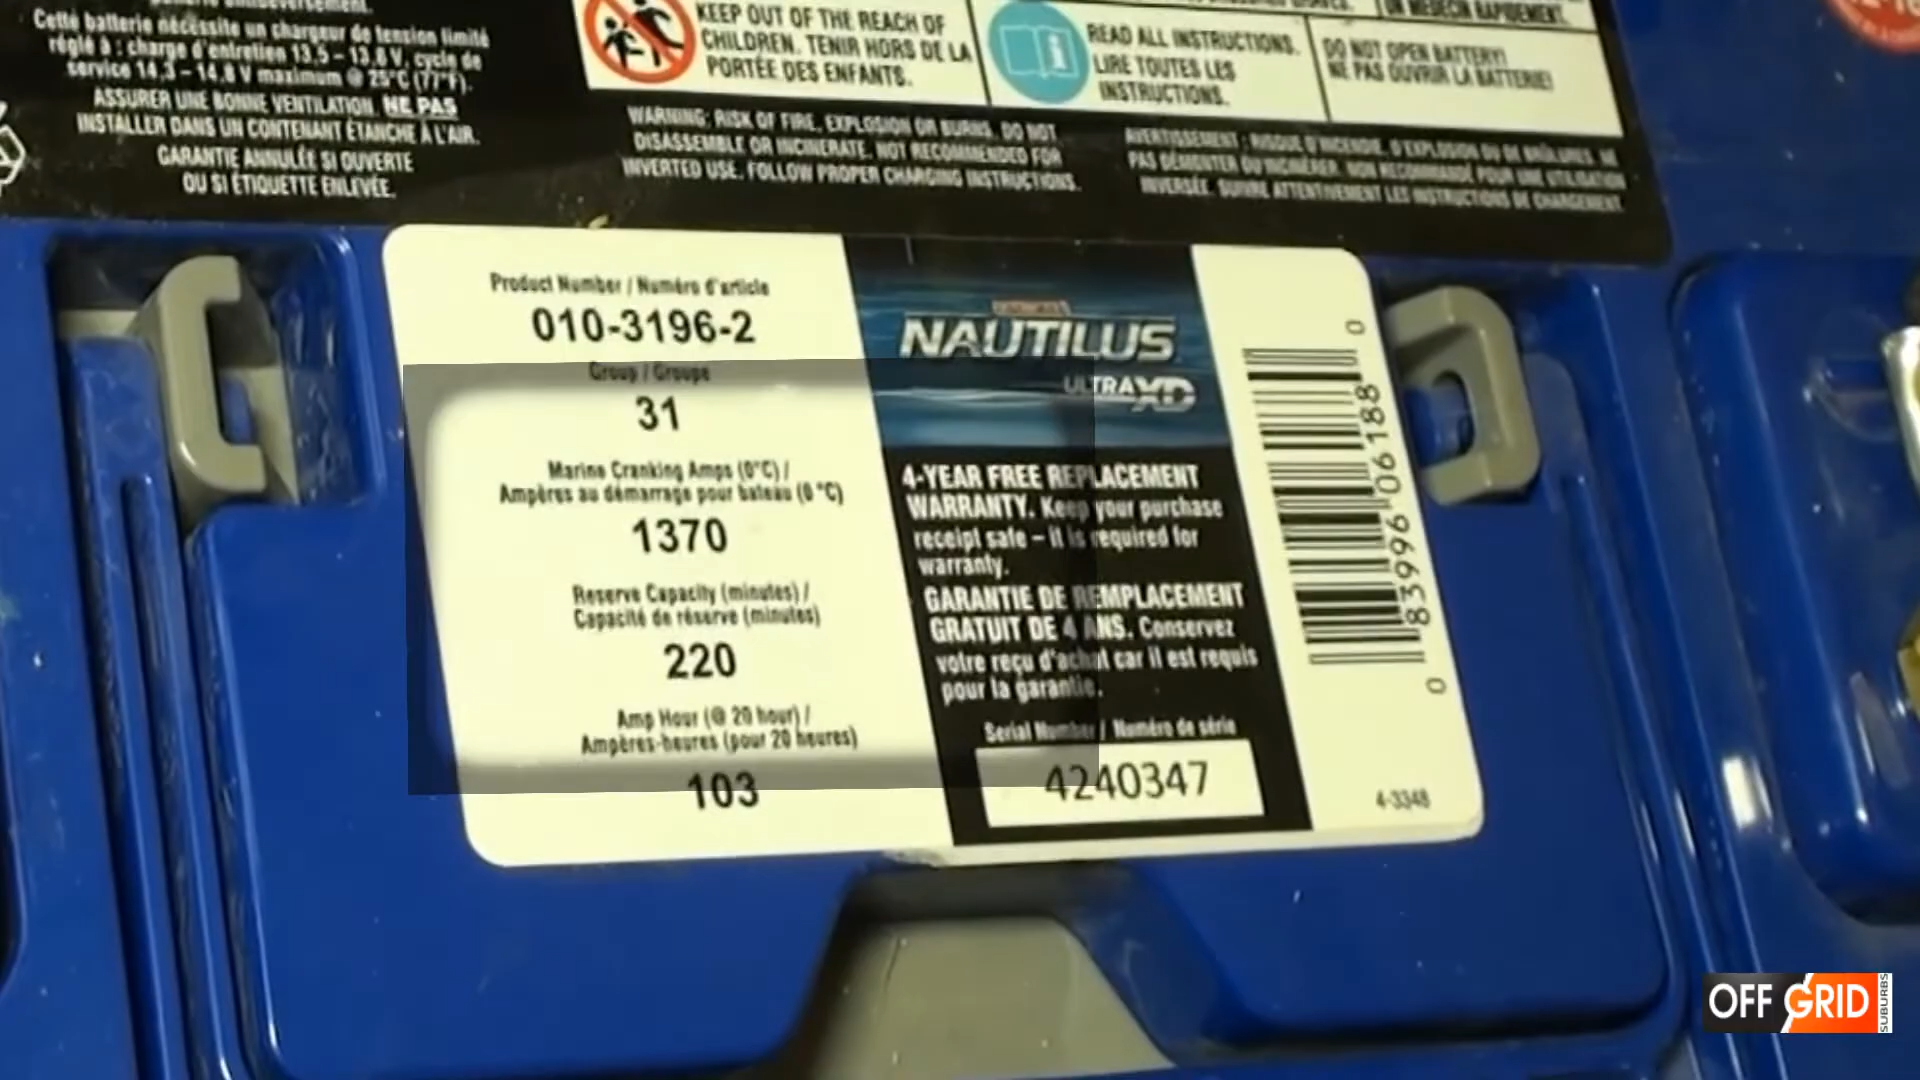 Cette batterie nécessite un chargeur de tension limité
réglé à : charge d'entretien 13,5 – 13,8 V, cycle de
service 14,3 – 14,8 V maximum @ 25°C (77°F).
ASSURER UNE BONNE VENTILATION. NE PAS
INSTALLER DANS UN CONTENANT ÉTANCHE À L'AIR.
GARANTIE ANNULÉE SI OUVERTE
OU SI ÉTIQUETTE ENLEVÉE.
KEEP OUT OF THE REACH OF
CHILDREN. TENIR HORS DE LA
PORTÉE DES ENFANTS.
READ ALL INSTRUCTIONS.
LIRE TOUTES LES
INSTRUCTIONS.
UN MÉDECIN RAPIDEMENT.
DO NOT OPEN BATTERY!
NE PAS OUVRIR LA BATTERIE!
WARNING: RISK OF FIRE, EXPLOSION OR BURNS. DO NOT
DISASSEMBLE OR INCINERATE. NOT RECOMMENDED FOR
INVERTED USE. FOLLOW PROPER CHARGING INSTRUCTIONS.
AVERTISSEMENT : RISQUE D'INCENDIE, D'EXPLOSION OU DE BRÛLURES. NE
PAS DÉMONTER OU INCINÉRER. NON RECOMMANDÉ POUR UNE UTILISATION
INVERSÉE. SUIVRE ATTENTIVEMENT LES INSTRUCTIONS DE CHARGEMENT.
Product Number / Numéro d'article
010-3196-2
Group / Groupe
31
Marine Cranking Amps (0°C) /
Ampères au démarrage pour bateau (0 °C)
1370
Reserve Capacity (minutes) /
Capacité de réserve (minutes)
220
Amp Hour (@ 20 hour) /
Ampères-heures (pour 20 heures)
103
NAUTILUS
ULTRA XD
4-YEAR FREE REPLACEMENT
WARRANTY. Keep your purchase
receipt safe – it is required for
warranty.
GARANTIE DE REMPLACEMENT
GRATUIT DE 4 ANS. Conservez
votre reçu d'achat car il est requis
pour la garantie.
Serial Number / Numéro de série
4240347
0 83996 06188 0
4-3348
OFF GRID
SUBURBS